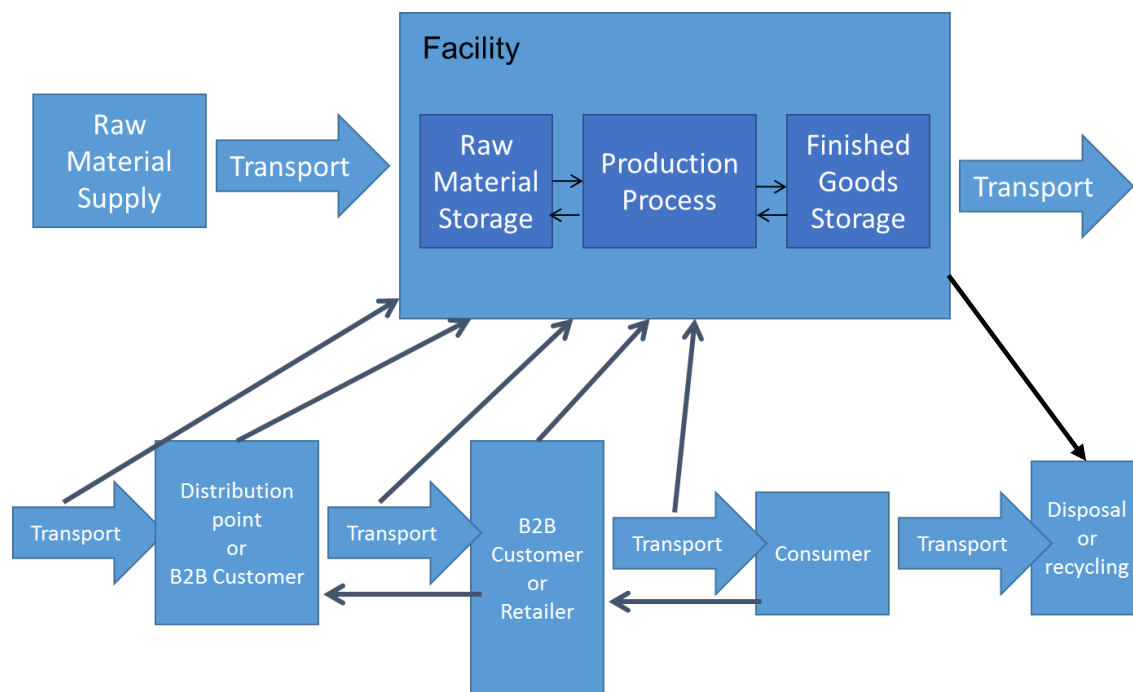 Facility
Raw
Material
Supply
Transport
Raw
Material
Storage
Production
Process
Finished
Goods
Storage
Transport
Transport
Distribution
point
or
B2B Customer
Transport
B2B
Customer
or
Retailer
Transport
Consumer
Transport
Disposal
or
recycling